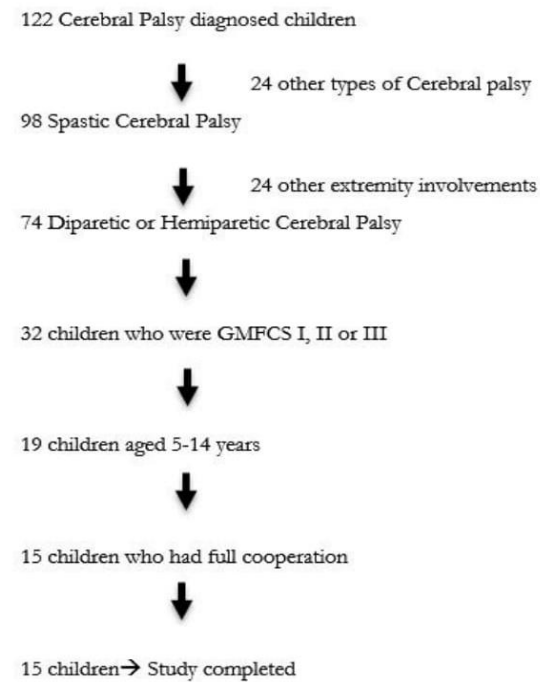 122 Cerebral Palsy diagnosed children
24 other types of Cerebral palsy
98 Spastic Cerebral Palsy
24 other extremity involvements
74 Diparetic or Hemiparetic Cerebral Palsy
32 children who were GMFCS I, II or III
19 children aged 5-14 years
15 children who had full cooperation
15 children→ Study completed